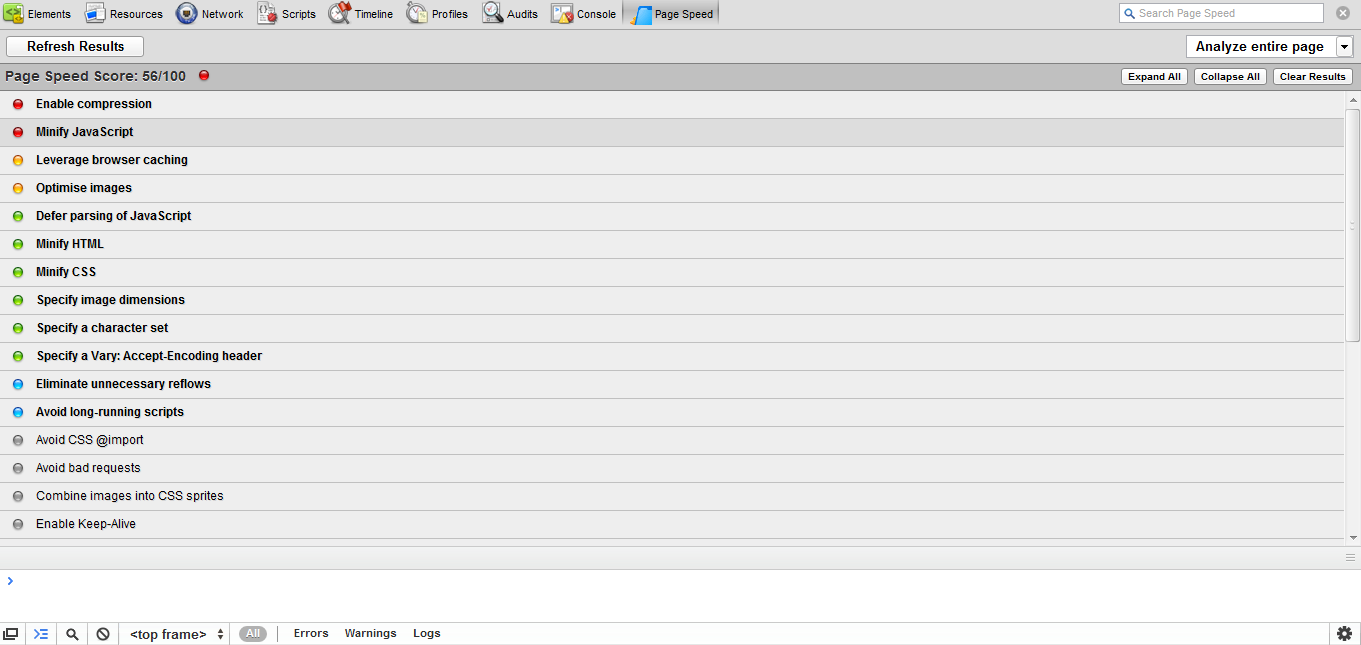 Elements Resources Network Scripts Timeline Profiles Audits Console Page Speed Search Page Speed
Refresh Results Analyze entire page
Page Speed Score: 56/100 Expand All Collapse All Clear Results
Enable compression
Minify JavaScript
Leverage browser caching
Optimise images
Defer parsing of JavaScript
Minify HTML
Minify CSS
Specify image dimensions
Specify a character set
Specify a Vary: Accept-Encoding header
Eliminate unnecessary reflows
Avoid long-running scripts
Avoid CSS @import
Avoid bad requests
Combine images into CSS sprites
Enable Keep-Alive
<top frame> All Errors Warnings Logs